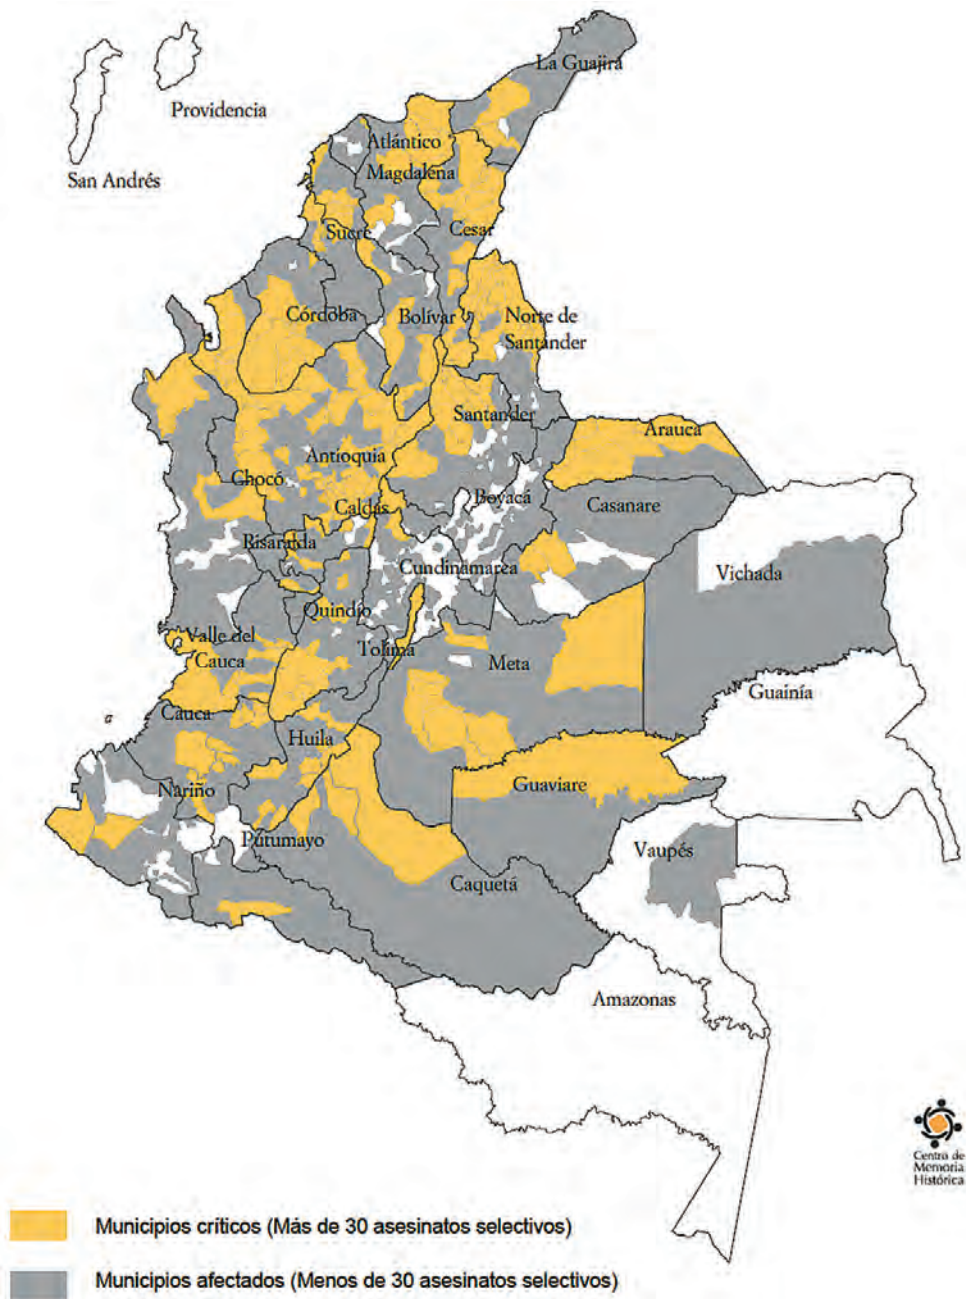 La Guajira
Providencia
Atlántico
Magdalena
San Andrés
Sucre
Cesar
Córdoba
Bolívar
Norte de
Santander
Santander
Arauca
Antioquia
Chocó
Boyacá
Caldas
Casanare
Risaralda
Cundinamarca
Vichada
Quindío
Valle del
Cauca
Tolima
Meta
Guainía
Cauca
Huila
Guaviare
Nariño
Putumayo
Vaupés
Caquetá
Amazonas
Centro de
Memoria
Histórica
Municipios críticos (Más de 30 asesinatos selectivos)
Municipios afectados (Menos de 30 asesinatos selectivos)